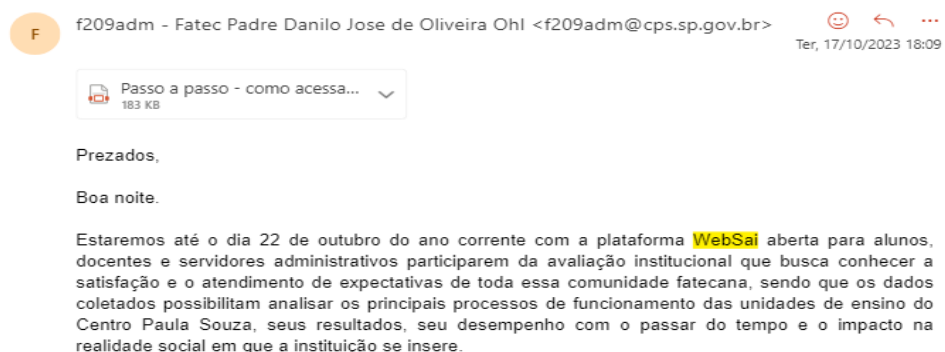 F
f209adm - Fatec Padre Danilo Jose de Oliveira Ohl <f209adm@cps.sp.gov.br>
Ter, 17/10/2023 18:09
Passo a passo - como acessa...
183 KB
Prezados,
Boa noite.
Estaremos até o dia 22 de outubro do ano corrente com a plataforma WebSai aberta para alunos,
docentes e servidores administrativos participarem da avaliação institucional que busca conhecer a
satisfação e o atendimento de expectativas de toda essa comunidade fatecana, sendo que os dados
coletados possibilitam analisar os principais processos de funcionamento das unidades de ensino do
Centro Paula Souza, seus resultados, seu desempenho com o passar do tempo e o impacto na
realidade social em que a instituição se insere.